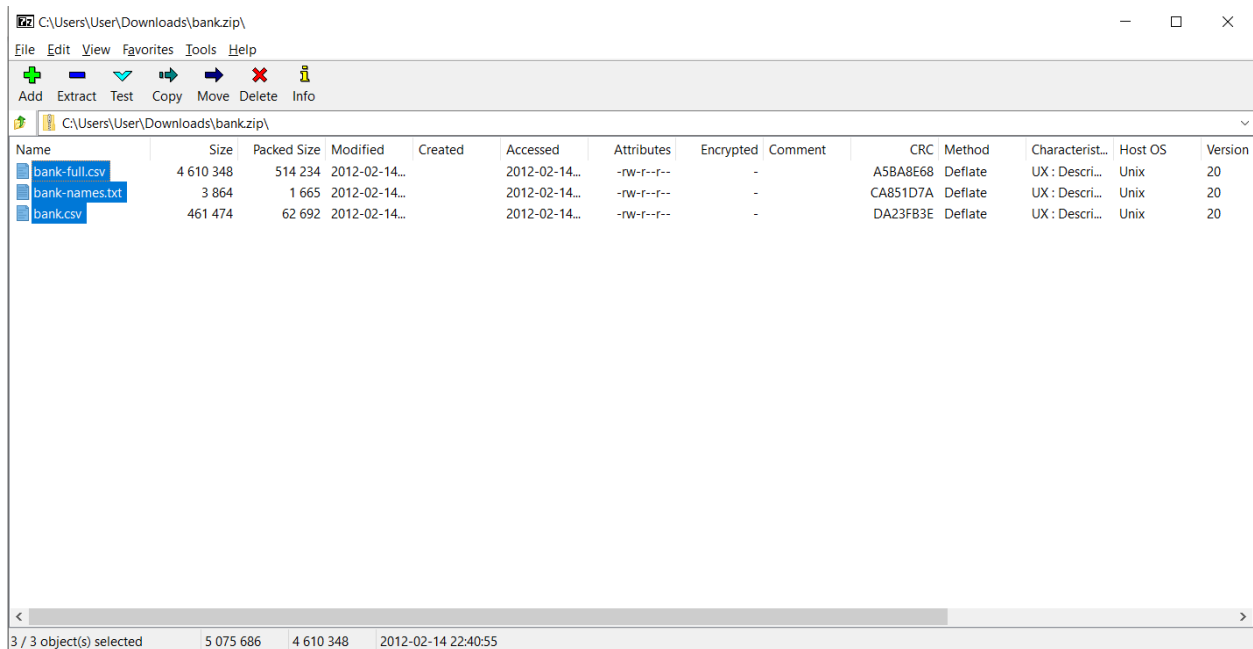 7z C:\Users\User\Downloads\bank.zip\
File Edit View Favorites Tools Help
Add Extract Test Copy Move Delete Info
C:\Users\User\Downloads\bank.zip\
Name Size Packed Size Modified Created Accessed Attributes Encrypted Comment CRC Method Characterist... Host OS Version
bank-full.csv 4 610 348 514 234 2012-02-14... 2012-02-14... -rw-r--r-- - A5BA8E68 Deflate UX : Descri... Unix 20
bank-names.txt 3 864 1 665 2012-02-14... 2012-02-14... -rw-r--r-- - CA851D7A Deflate UX : Descri... Unix 20
bank.csv 461 474 62 692 2012-02-14... 2012-02-14... -rw-r--r-- - DA23FB3E Deflate UX : Descri... Unix 20
3 / 3 object(s) selected 5 075 686 4 610 348 2012-02-14 22:40:55